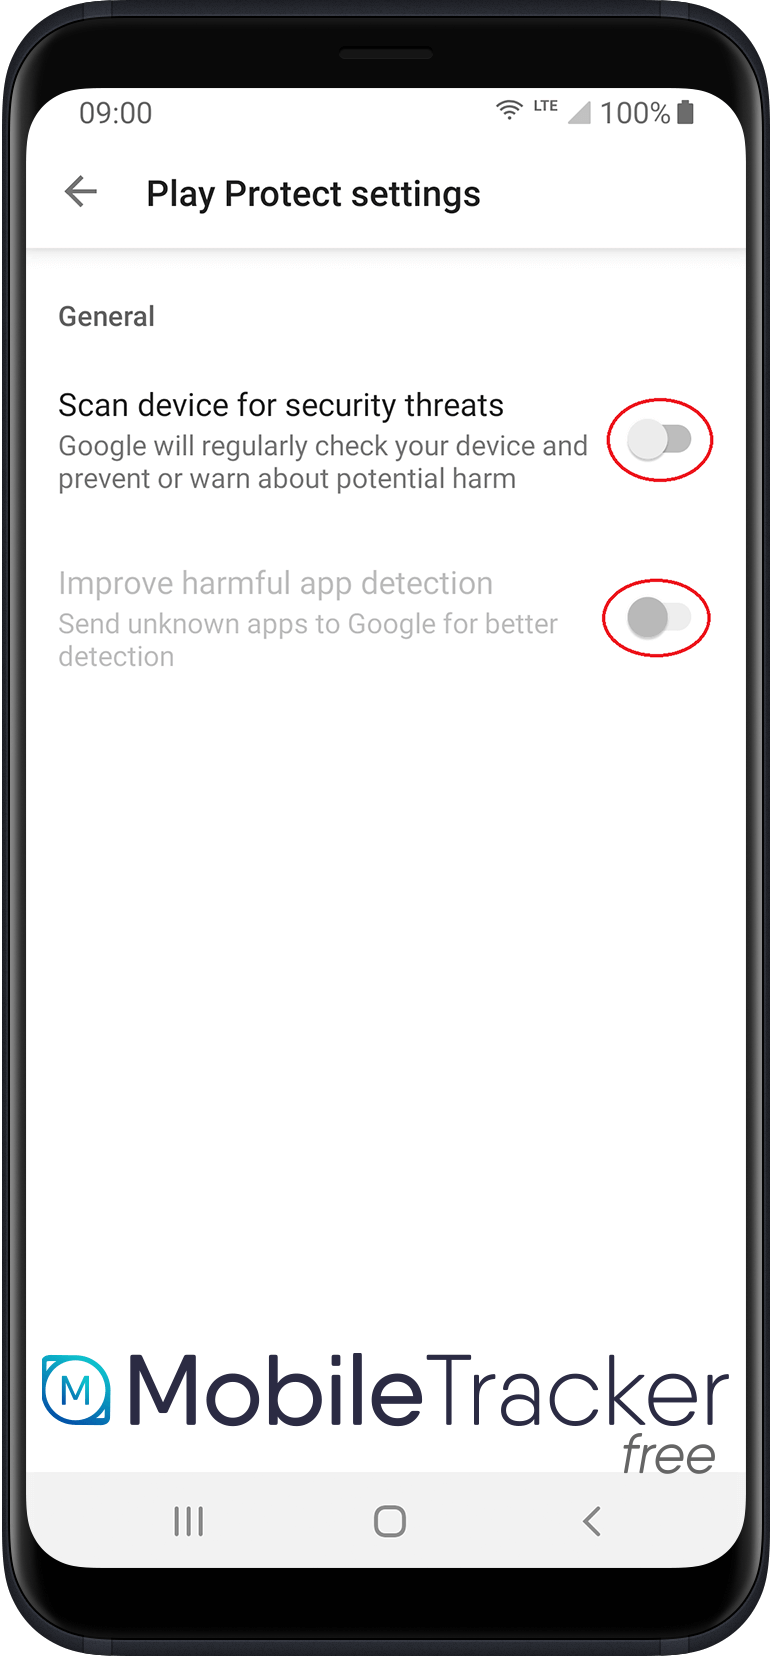 09:00 LTE 100%
Play Protect settings
General
Scan device for security threats
Google will regularly check your device and
prevent or warn about potential harm
Improve harmful app detection
Send unknown apps to Google for better
detection
M MobileTracker
free